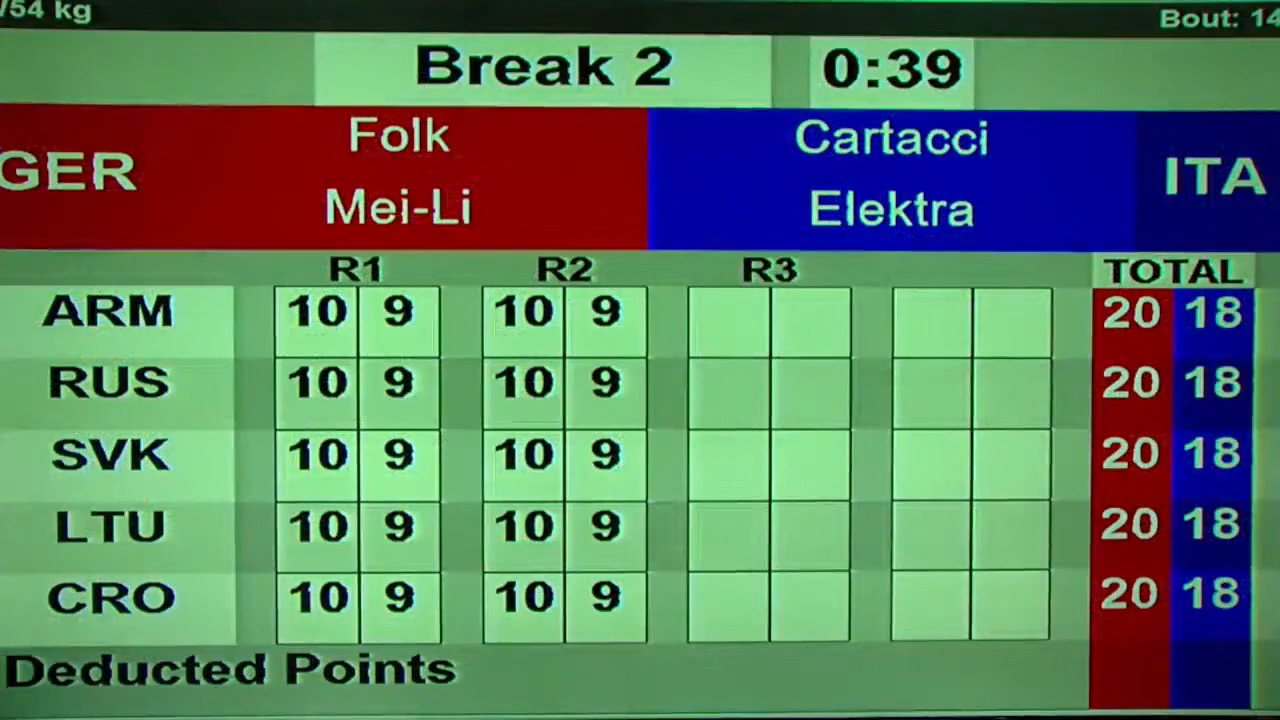 /54 kg Bout: 14
Break 2 0:39
GER Folk Mei-Li Cartacci Elektra ITA
R1 R2 R3 TOTAL
ARM 10 9 10 9 20 18
RUS 10 9 10 9 20 18
SVK 10 9 10 9 20 18
LTU 10 9 10 9 20 18
CRO 10 9 10 9 20 18
Deducted Points